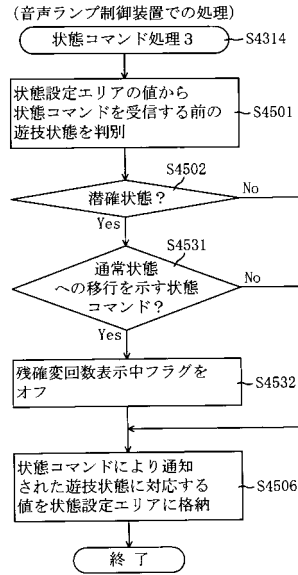 (音声ランプ制御装置での処理)
状態コマンド処理3
S4314
状態設定エリアの値から
状態コマンドを受信する前の
遊技状態を判別
S4501
S4502
潜確状態?
No
Yes
S4531
通常状態
への移行を示す状態
コマンド?
No
Yes
残確変回数表示中フラグを
オフ
S4532
状態コマンドにより通知
された遊技状態に対応する
値を状態設定エリアに格納
S4506
終了